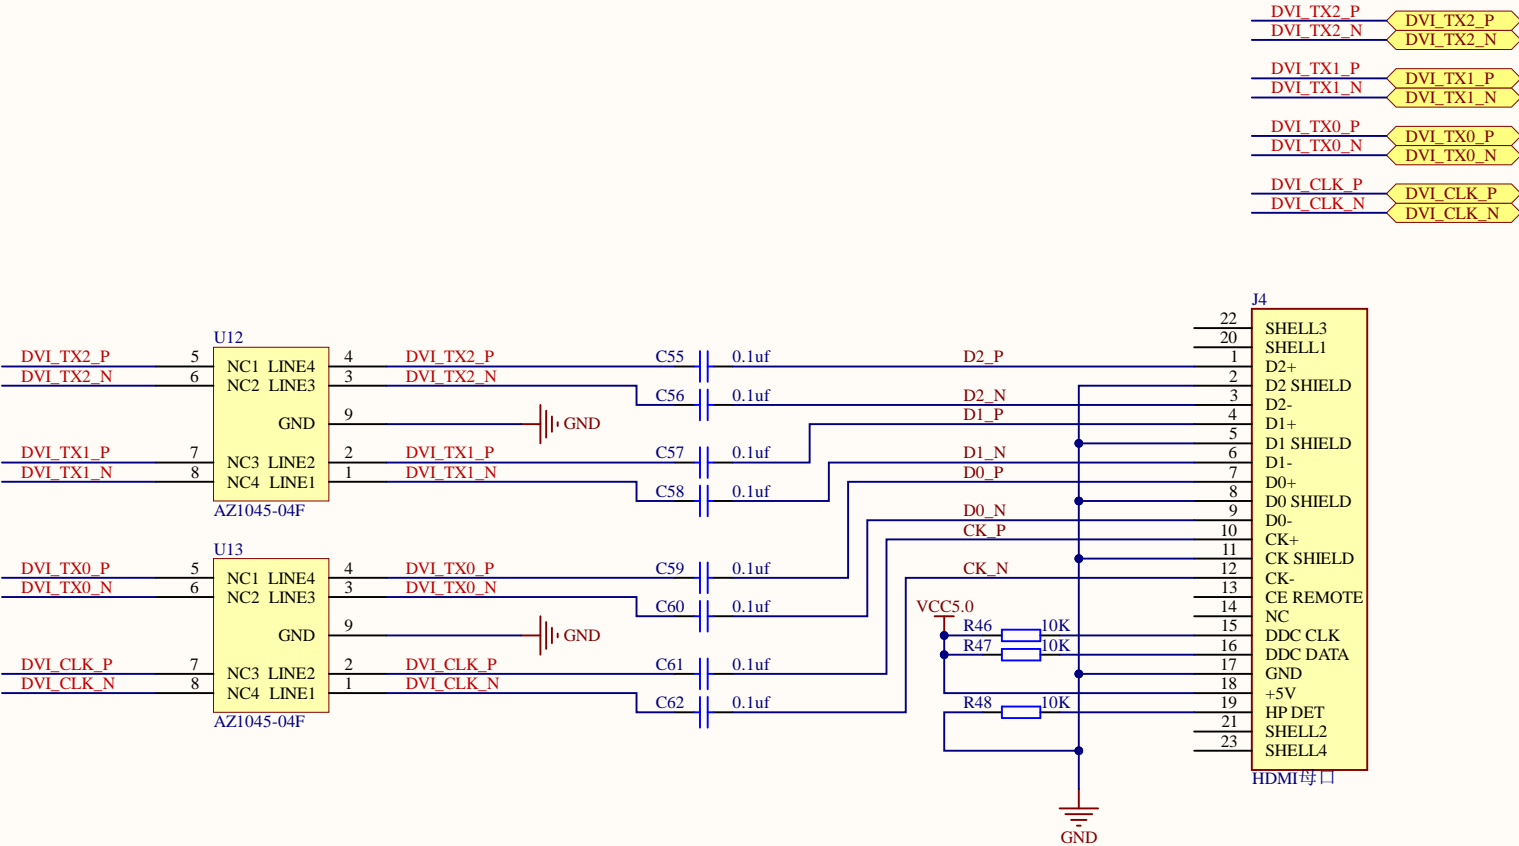 DVI_TX2_P DVI_TX2_P
DVI_TX2_N DVI_TX2_N
DVI_TX1_P DVI_TX1_P
DVI_TX1_N DVI_TX1_N
DVI_TX0_P DVI_TX0_P
DVI_TX0_N DVI_TX0_N
DVI_CLK_P DVI_CLK_P
DVI_CLK_N DVI_CLK_N
U12
DVI_TX2_P 5 NC1 LINE4 4 DVI_TX2_P C55 0.1uf D2_P
DVI_TX2_N 6 NC2 LINE3 3 DVI_TX2_N
C56 0.1uf D2_N
GND 9 GND
D1_P
DVI_TX1_P 7 NC3 LINE2 2 DVI_TX1_P C57 0.1uf D1_N
DVI_TX1_N 8 NC4 LINE1 1 DVI_TX1_N D0_P
C58 0.1uf
AZ1045-04F D0_N
CK_P
U13
DVI_TX0_P 5 NC1 LINE4 4 DVI_TX0_P C59 0.1uf CK_N
DVI_TX0_N 6 NC2 LINE3 3 DVI_TX0_N
C60 0.1uf VCC5.0
GND 9 GND R46 10K
R47 10K
DVI_CLK_P 7 NC3 LINE2 2 DVI_CLK_P C61 0.1uf
DVI_CLK_N 8 NC4 LINE1 1 DVI_CLK_N
C62 0.1uf R48 10K
AZ1045-04F
J4
22 SHELL3
20 SHELL1
1 D2+
2 D2 SHIELD
3 D2-
4 D1+
5 D1 SHIELD
6 D1-
7 D0+
8 D0 SHIELD
9 D0-
10 CK+
11 CK SHIELD
12 CK-
13 CE REMOTE
14 NC
15 DDC CLK
16 DDC DATA
17 GND
18 +5V
19 HP DET
21 SHELL2
23 SHELL4
HDMI母口
GND